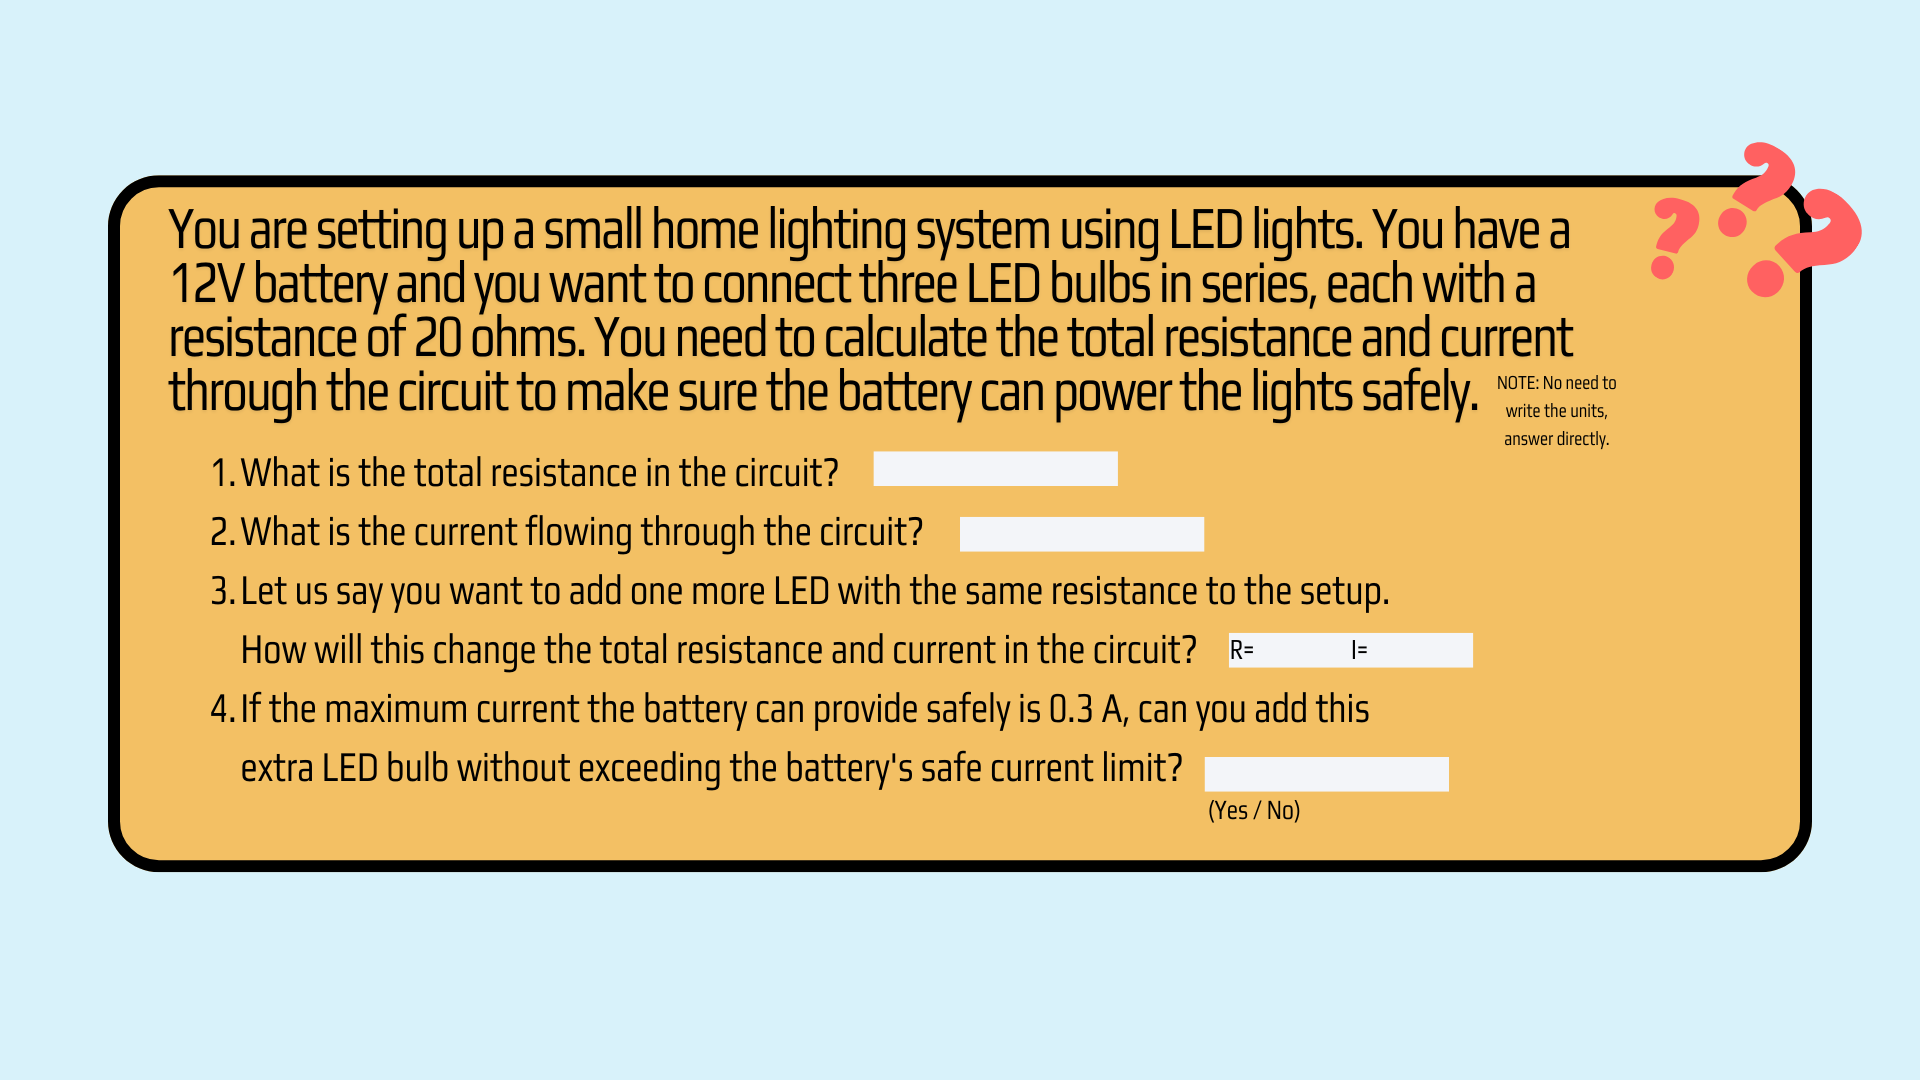 You are setting up a small home lighting system using LED lights. You have a
12V battery and you want to connect three LED bulbs in series, each with a
resistance of 20 ohms. You need to calculate the total resistance and current
through the circuit to make sure the battery can power the lights safely.
NOTE: No need to
write the units,
answer directly.
1. What is the total resistance in the circuit?
2. What is the current flowing through the circuit?
3. Let us say you want to add one more LED with the same resistance to the setup.
How will this change the total resistance and current in the circuit? R= I=
4. If the maximum current the battery can provide safely is 0.3 A, can you add this
extra LED bulb without exceeding the battery's safe current limit?
(Yes / No)